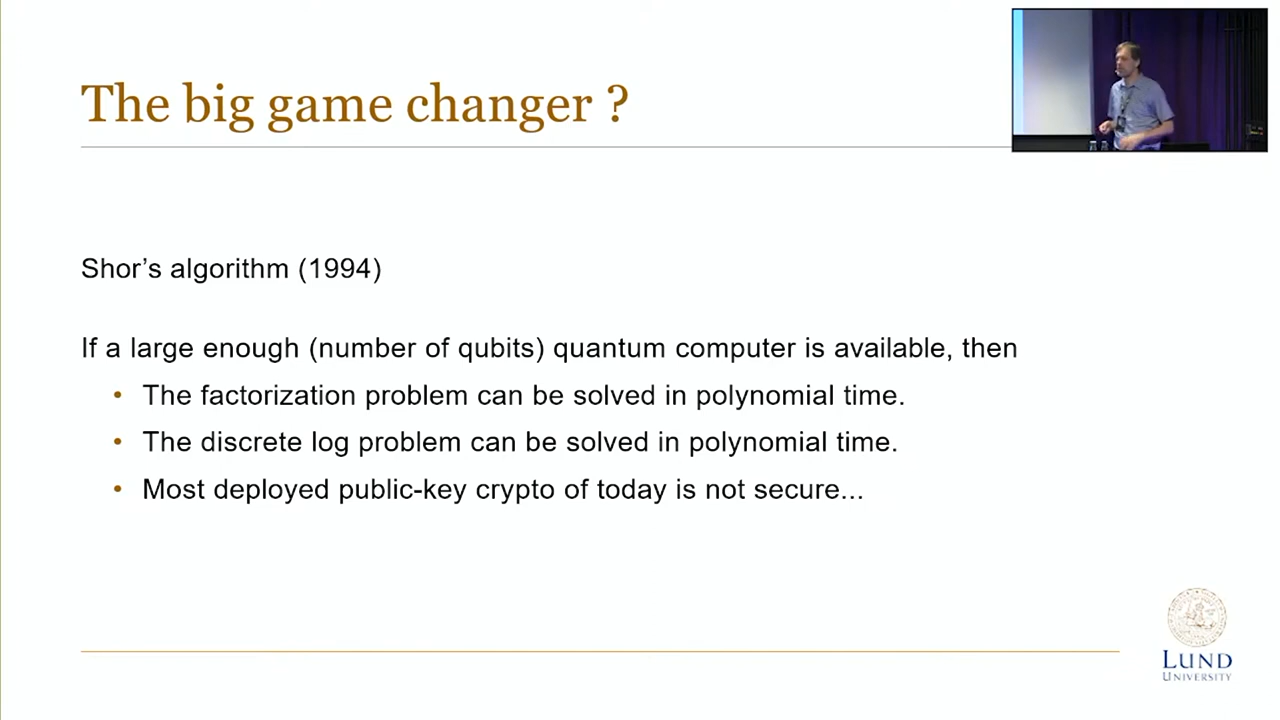 The big game changer ?
Shor’s algorithm (1994)
If a large enough (number of qubits) quantum computer is available, then
• The factorization problem can be solved in polynomial time.
• The discrete log problem can be solved in polynomial time.
• Most deployed public-key crypto of today is not secure...
LUND
UNIVERSITY